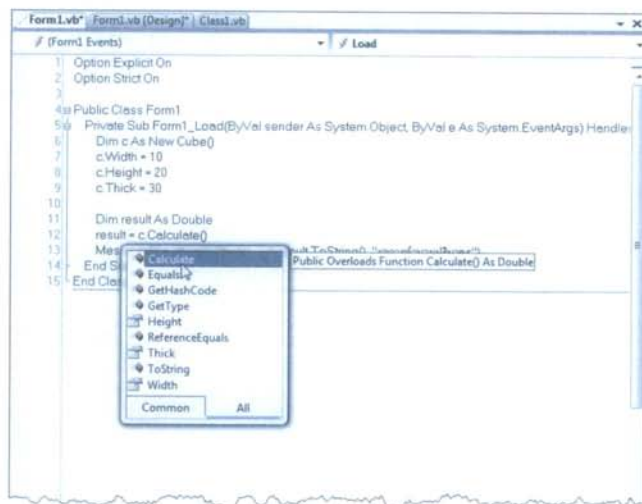 Form1.vb* Form1.vb [Design]* Class1.vb
(Form1 Events) Load
1 Option Explicit On
2 Option Strict On
3
4 Public Class Form1
5 Private Sub Form1_Load(ByVal sender As System.Object, ByVal e As System.EventArgs) Handles
6 Dim c As New Cube()
7 c.Width = 10
8 c.Height = 20
9 c.Thick = 30
10
11 Dim result As Double
12 result = c.Calculate()
13 Mes ult.ToString(),
Calculate Public Overloads Function Calculate() As Double
14 End S
Equals
15 End Clas
GetHashCode
GetType
Height
ReferenceEquals
Thick
ToString
Width
Common All